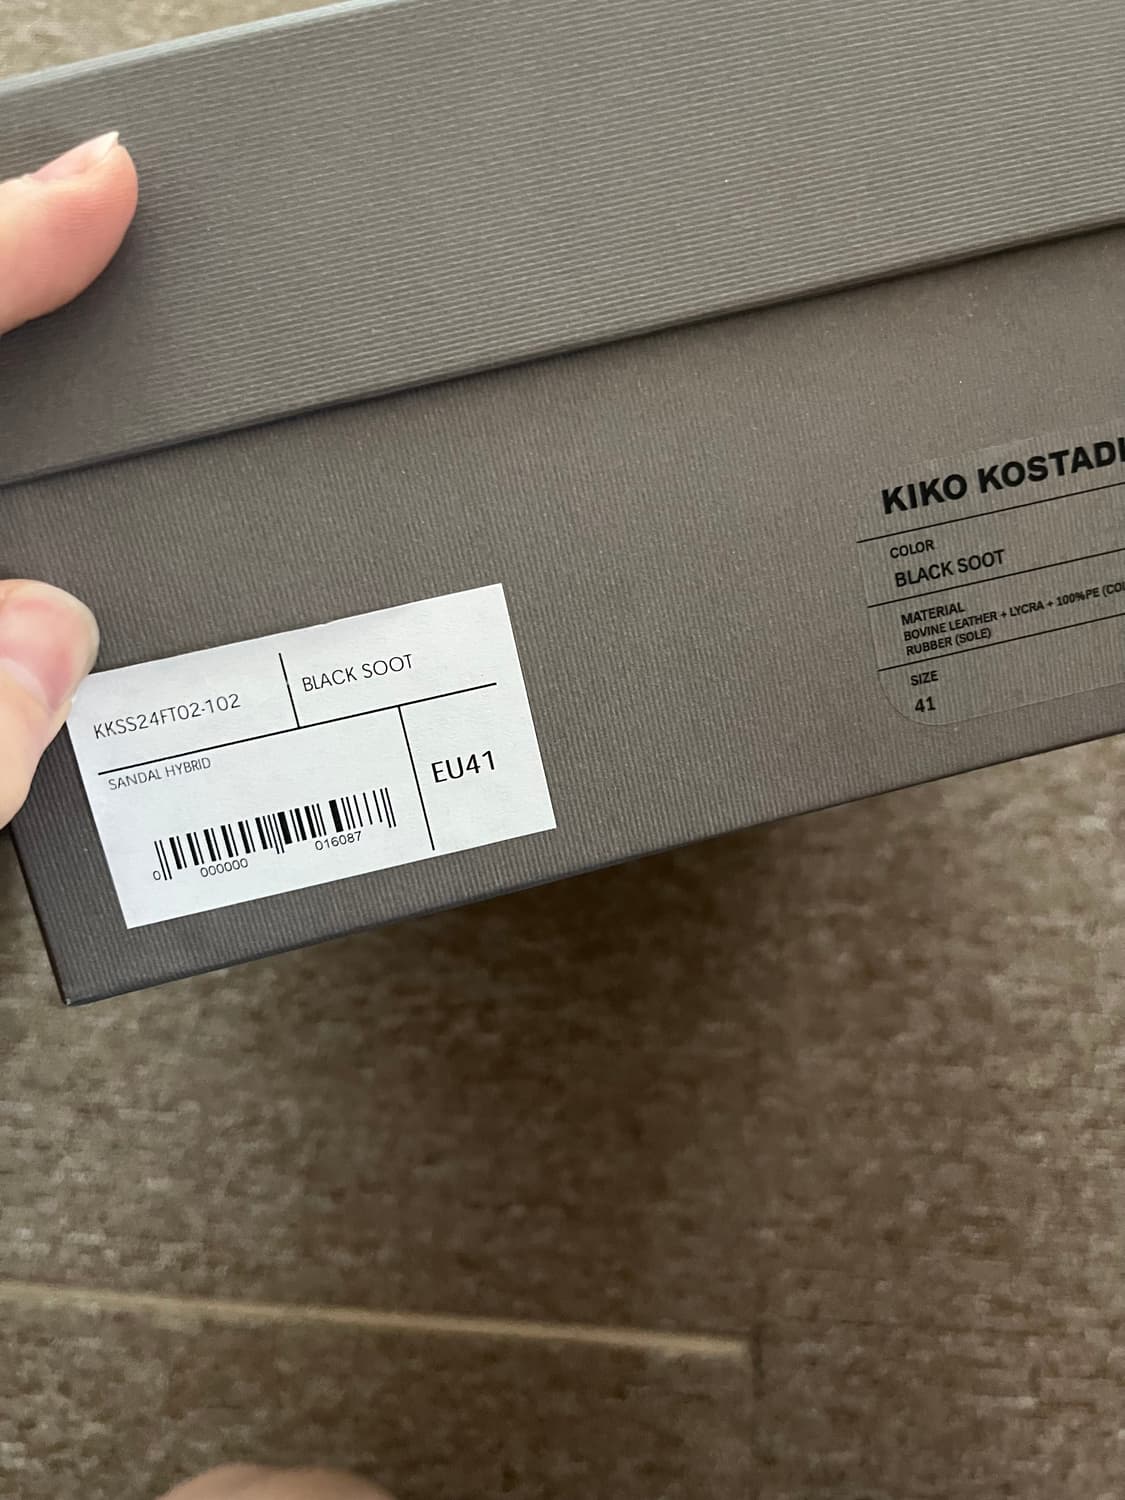 KKSS24FT02-102
BLACK SOOT
SANDAL HYBRID
0 000000 016087
EU41
KIKO
COLOR
BLACK SOOT
MATERIAL
BOVINE LEATHER + LYCRA + 100%PE
RUBBER (SOLE)
SIZE
41